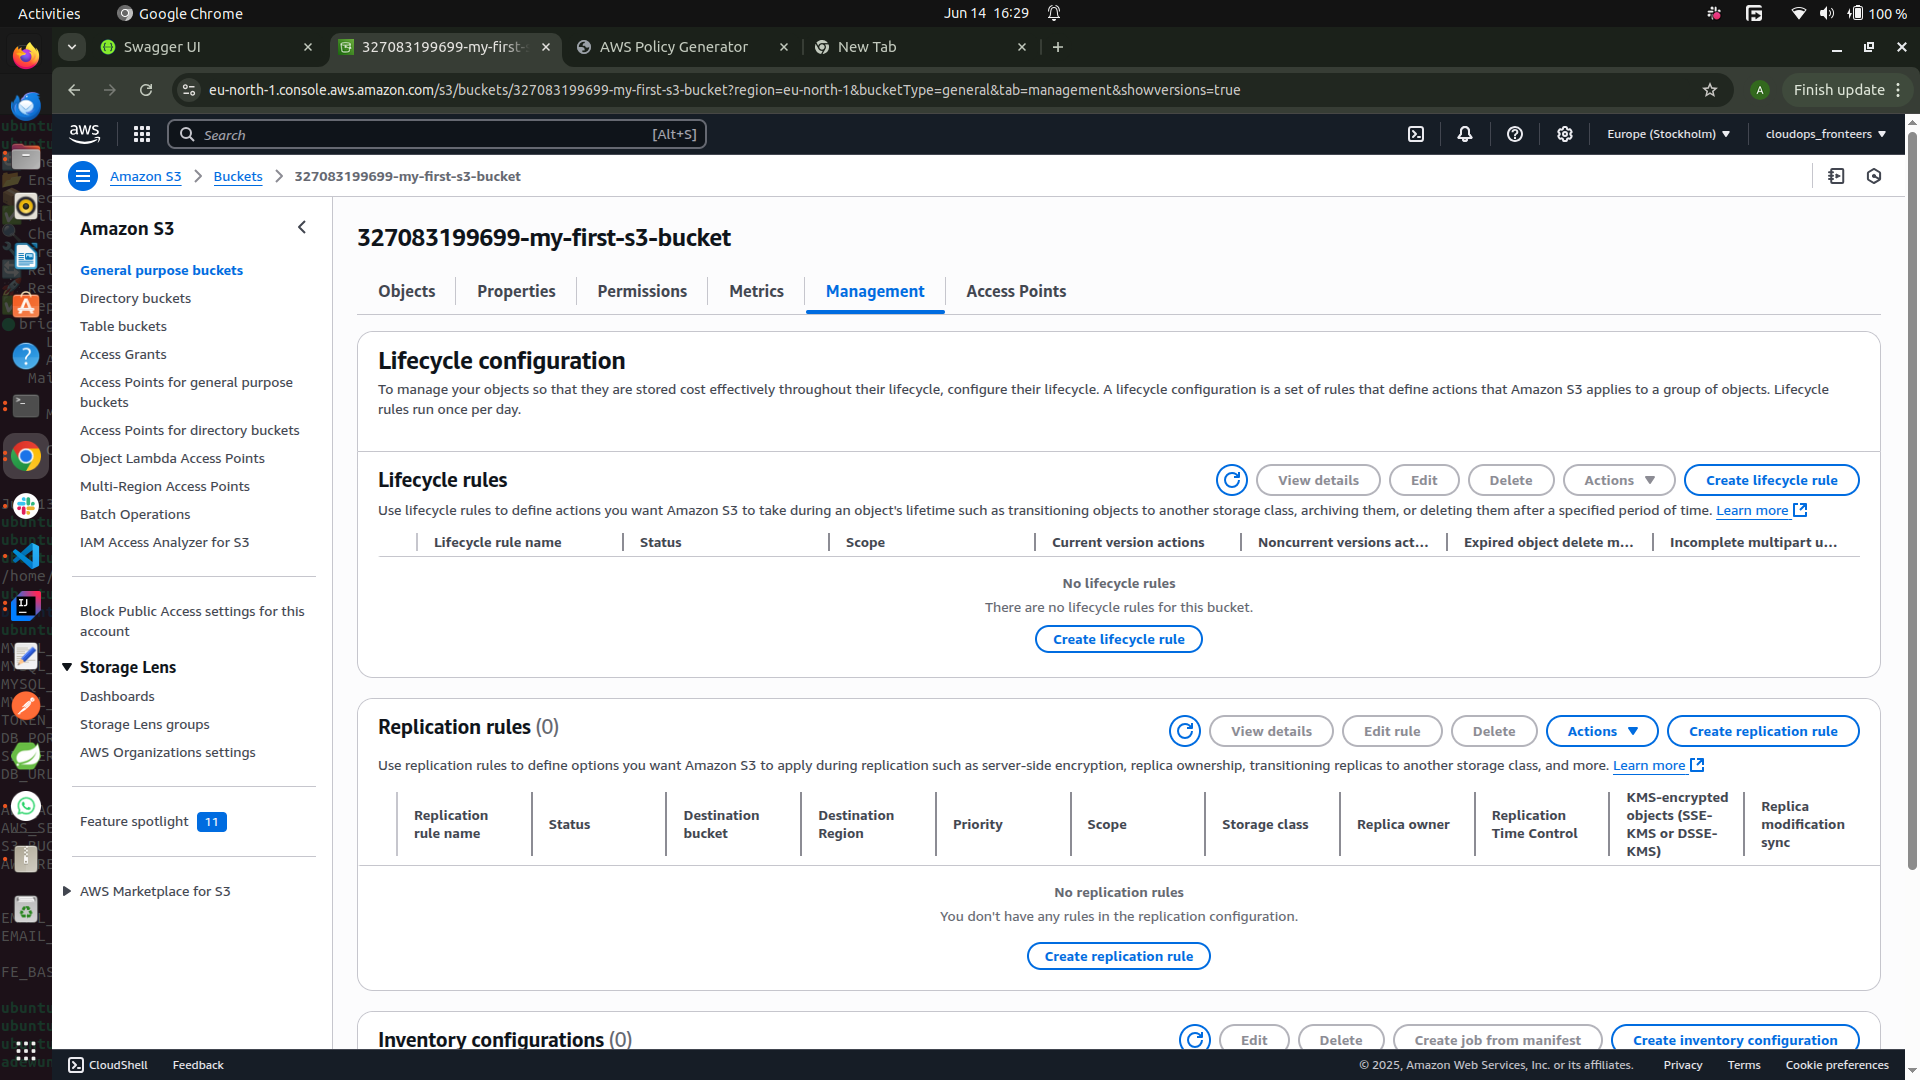 Activities
Google Chrome
Jun 14 16:29
100 %
Swagger UI
327083199699-my-first-
AWS Policy Generator
New Tab
eu-north-1.console.aws.amazon.com/s3/buckets/327083199699-my-first-s3-bucket?region=eu-north-1&bucketType=general&tab=management&showversions=true
A
Finish update
aws
Search
[Alt+S]
Europe (Stockholm)
cloudops_fronteers
Amazon S3
Buckets
327083199699-my-first-s3-bucket
Amazon S3
General purpose buckets
Directory buckets
Table buckets
Access Grants
Access Points for general purpose
buckets
Access Points for directory buckets
Object Lambda Access Points
Multi-Region Access Points
Batch Operations
IAM Access Analyzer for S3
Block Public Access settings for this
account
Storage Lens
Dashboards
Storage Lens groups
AWS Organizations settings
Feature spotlight 11
AWS Marketplace for S3
327083199699-my-first-s3-bucket
Objects
Properties
Permissions
Metrics
Management
Access Points
Lifecycle configuration
To manage your objects so that they are stored cost effectively throughout their lifecycle, configure their lifecycle. A lifecycle configuration is a set of rules that define actions that Amazon S3 applies to a group of objects. Lifecycle
rules run once per day.
Lifecycle rules
View details
Edit
Delete
Actions
Create lifecycle rule
Use lifecycle rules to define actions you want Amazon S3 to take during an object's lifetime such as transitioning objects to another storage class, archiving them, or deleting them after a specified period of time. Learn more
Lifecycle rule name
Status
Scope
Current version actions
Noncurrent versions act...
Expired object delete m...
Incomplete multipart u...
No lifecycle rules
There are no lifecycle rules for this bucket.
Create lifecycle rule
Replication rules (0)
View details
Edit rule
Delete
Actions
Create replication rule
Use replication rules to define options you want Amazon S3 to apply during replication such as server-side encryption, replica ownership, transitioning replicas to another storage class, and more. Learn more
Replication
rule name
Status
Destination
bucket
Destination
Region
Priority
Scope
Storage class
Replica owner
Replication
Time Control
KMS-encrypted
objects (SSE-
KMS or DSSE-
KMS)
Replica
modification
sync
No replication rules
You don't have any rules in the replication configuration.
Create replication rule
Inventory configurations (0)
Edit
Delete
Create job from manifest
Create inventory configuration
CloudShell
Feedback
© 2025, Amazon Web Services, Inc. or its affiliates.
Privacy
Terms
Cookie preferences